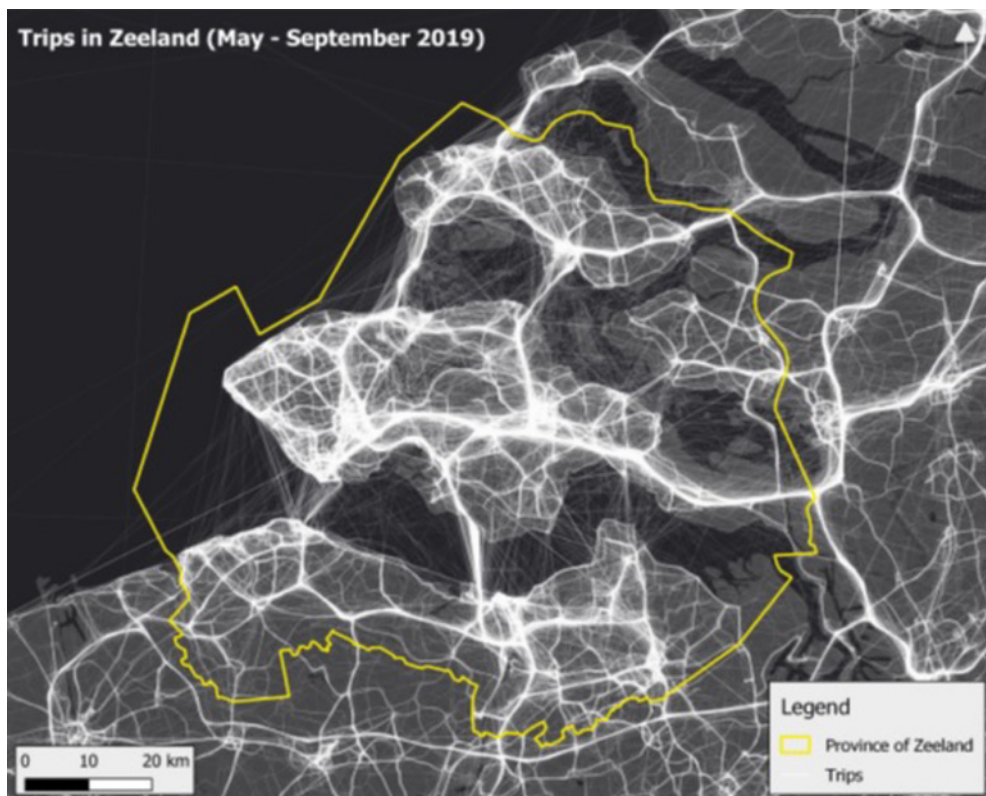 Trips in Zeeland (May - September 2019)
Legend
Province of Zeeland
Trips
0 10 20 km